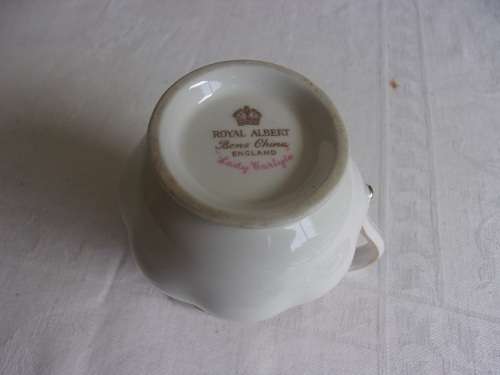 ROYAL ALBERT
Bone China
ENGLAND
"Lady Carlyle"